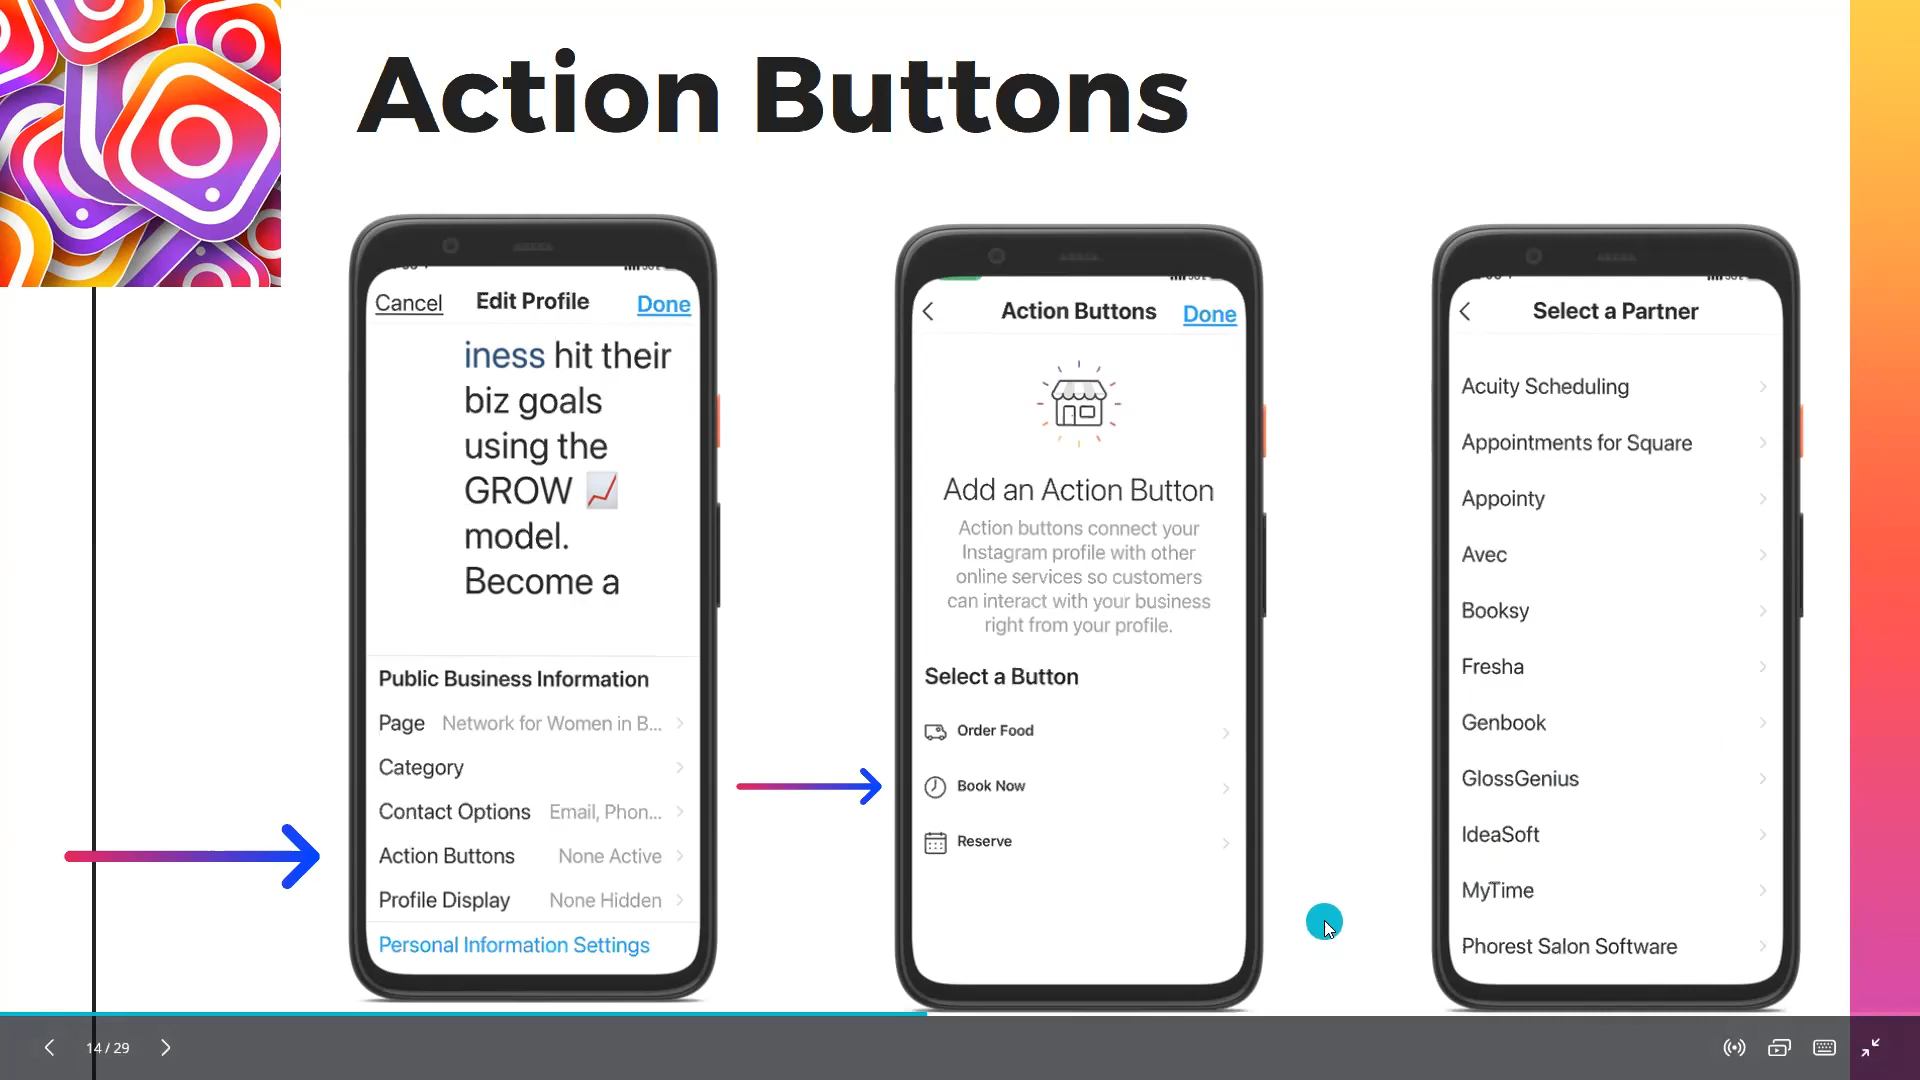 Action Buttons
Cancel
Edit Profile
Done
iness hit their
biz goals
using the
GROW 📈
model.
Become a
Public Business Information
Page Network for Women in B...
Category
Contact Options Email, Phon...
Action Buttons None Active
Profile Display None Hidden
Personal Information Settings
Action Buttons
Done
Add an Action Button
Action buttons connect your
Instagram profile with other
online services so customers
can interact with your business
right from your profile.
Select a Button
Order Food
Book Now
Reserve
Select a Partner
Acuity Scheduling
Appointments for Square
Appointy
Avec
Booksy
Fresha
Genbook
GlossGenius
IdeaSoft
MyTime
Phorest Salon Software
14 / 29